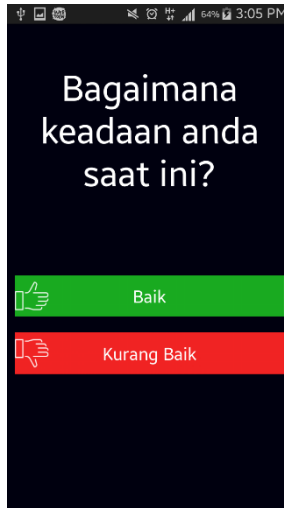 64% 3:05 PM
Bagaimana
keadaan anda
saat ini?
Baik
Kurang Baik